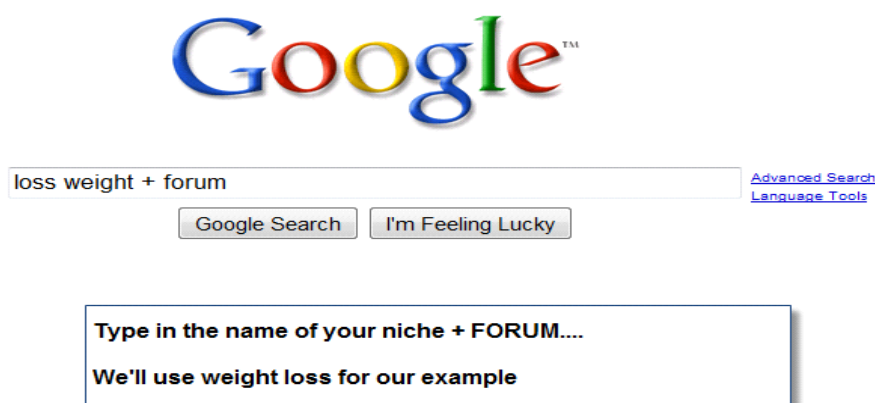 Google™
loss weight + forum
Advanced Search
Language Tools
Google Search I'm Feeling Lucky
Type in the name of your niche + FORUM....
We'll use weight loss for our example